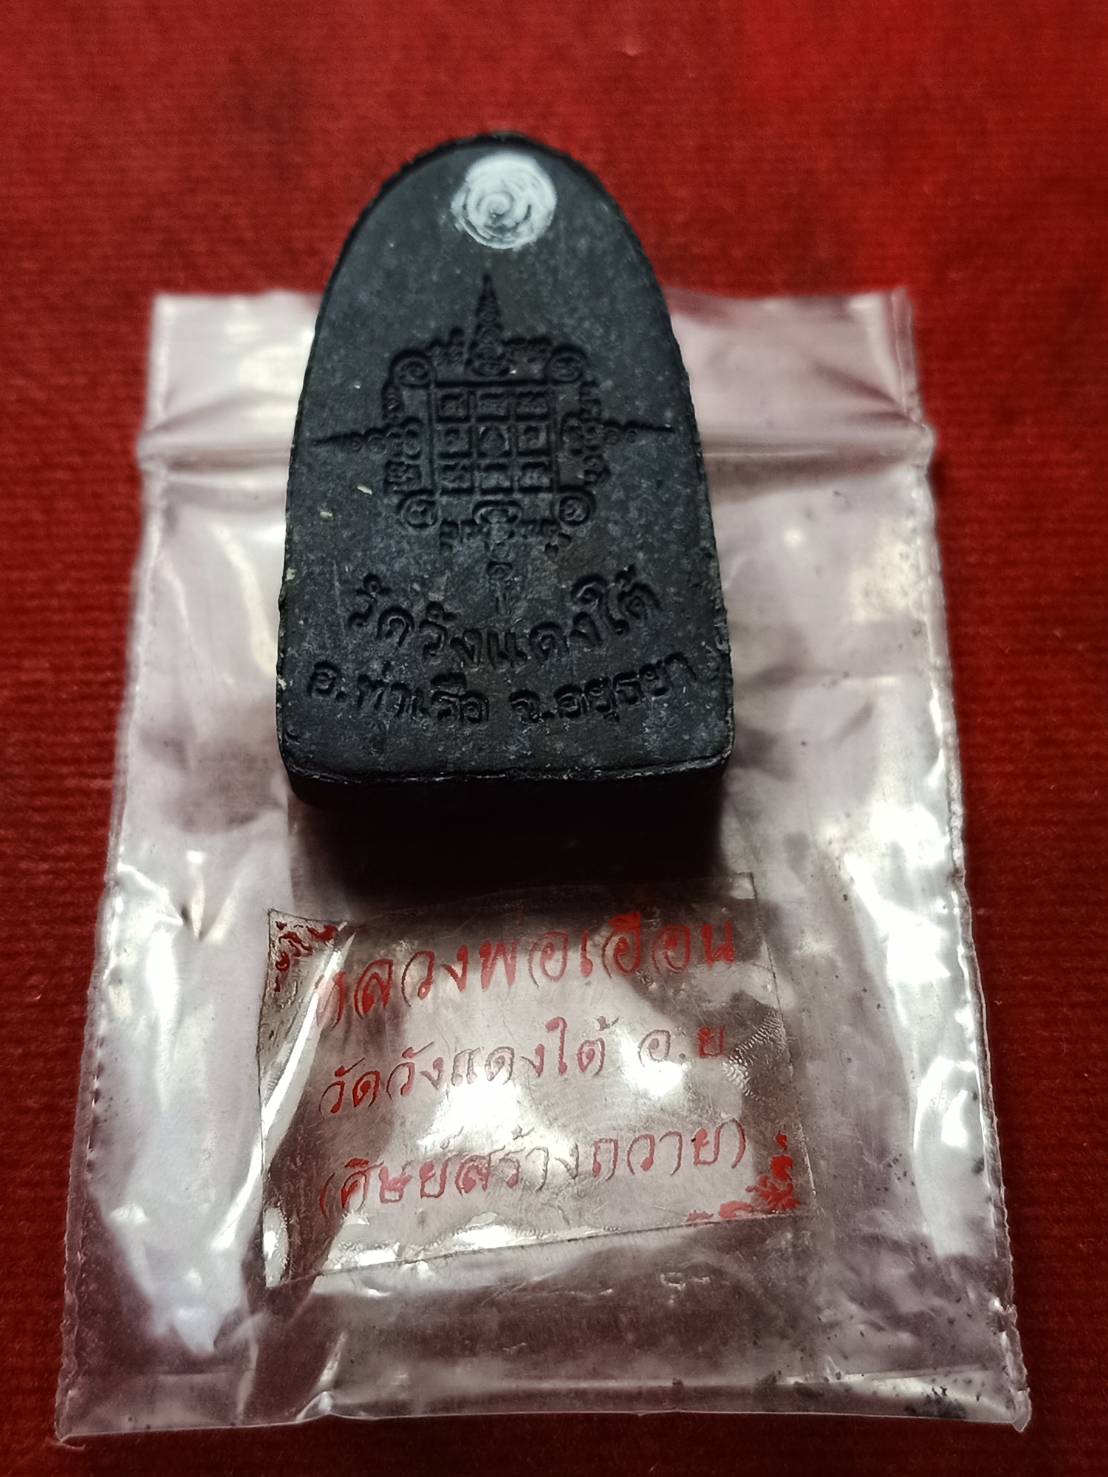 วัดวังแดงใต้
อ.ท่าเรือ จ.อยุธยา
หลวงพ่อเอื้อน
วัดวังแดงใต้ อ.ย
(ศิษย์สร้างถวาย)